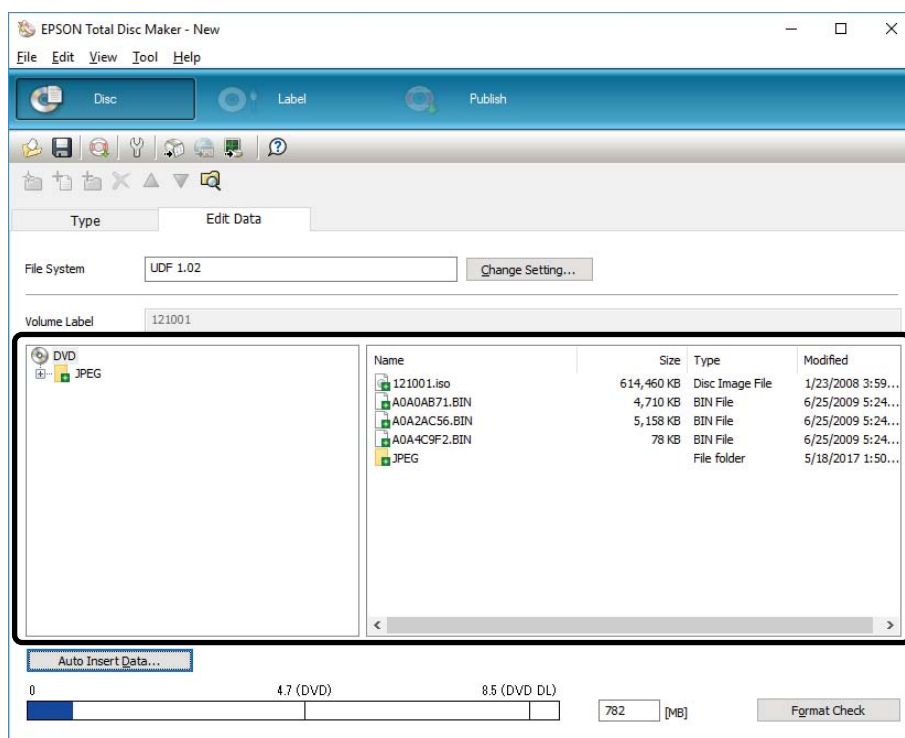 EPSON Total Disc Maker - New
File Edit View Tool Help
Disc Label Publish
Type Edit Data
File System UDF 1.02 Change Setting...
Volume Label 121001
DVD
JPEG
Name Size Type Modified
121001.iso 614,460 KB Disc Image File 1/23/2008 3:59...
A0A0AB71.BIN 4,710 KB BIN File 6/25/2009 5:24...
A0A2AC56.BIN 5,158 KB BIN File 6/25/2009 5:24...
A0A4C9F2.BIN 78 KB BIN File 6/25/2009 5:24...
JPEG File folder 5/18/2017 1:50...
Auto Insert Data...
0 4.7 (DVD) 8.5 (DVD DL)
782 [MB] Format Check